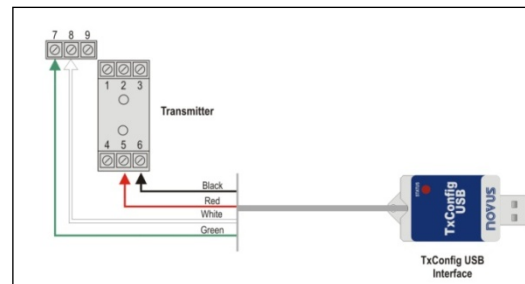 7 8 9
1 2 3
Transmitter
4 5 6
Black
Red
White
Green
status
TxConfig
USB
novus
TxConfig USB
Interface